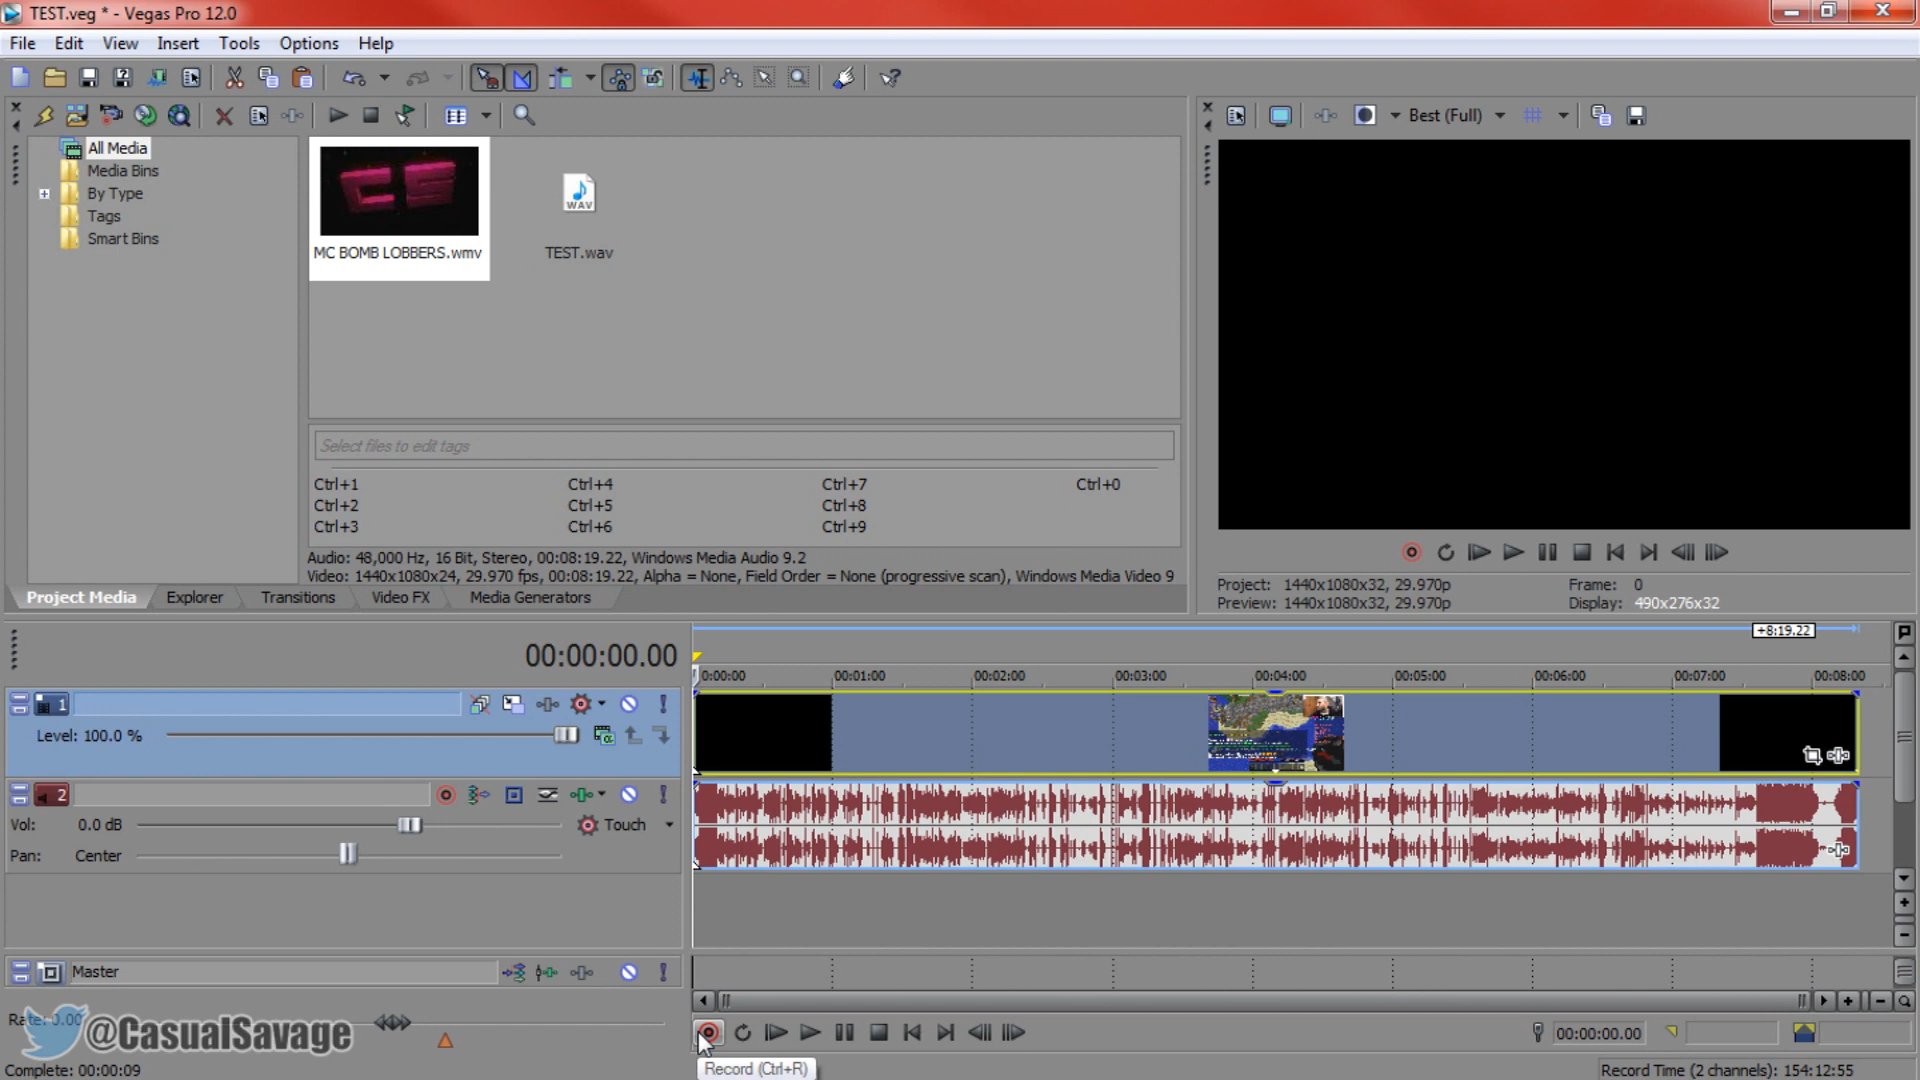 TEST.veg * - Vegas Pro 12.0
File Edit View Insert Tools Options Help
Best (Full)
All Media
Media Bins
By Type
Tags
Smart Bins
CS
MC BOMB LOBBERS.wmv
WAV
TEST.wav
Select files to edit tags
Ctrl+1 Ctrl+4 Ctrl+7 Ctrl+0
Ctrl+2 Ctrl+5 Ctrl+8
Ctrl+3 Ctrl+6 Ctrl+9
Audio: 48,000 Hz, 16 Bit, Stereo, 00:08:19.22, Windows Media Audio 9.2
Video: 1440x1080x24, 29.970 fps, 00:08:19.22, Alpha = None, Field Order = None (progressive scan), Windows Media Video 9
Project Media Explorer Transitions Video FX Media Generators
Project: 1440x1080x32, 29.970p Frame: 0
Preview: 1440x1080x32, 29.970p Display: 490x276x32
+8:19.22
00:00:00.00
0:00:00 00:01:00 00:02:00 00:03:00 00:04:00 00:05:00 00:06:00 00:07:00 00:08:00
1
Level: 100.0 %
2
Vol: 0.0 dB Touch
Pan: Center
Master
Rate: 0.00
@CasualSavage
00:00:00.00
Record (Ctrl+R)
Complete: 00:00:09
Record Time (2 channels): 154:12:55